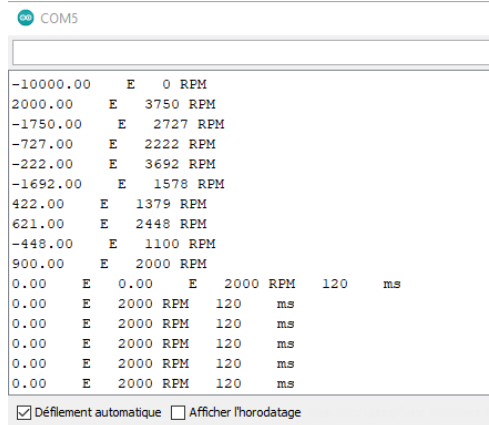 COM5
-10000.00 E 0 RPM
2000.00 E 3750 RPM
-1750.00 E 2727 RPM
-727.00 E 2222 RPM
-222.00 E 3692 RPM
-1692.00 E 1578 RPM
422.00 E 1379 RPM
621.00 E 2448 RPM
-448.00 E 1100 RPM
900.00 E 2000 RPM
0.00 E 0.00 E 2000 RPM 120 ms
0.00 E 2000 RPM 120 ms
0.00 E 2000 RPM 120 ms
0.00 E 2000 RPM 120 ms
0.00 E 2000 RPM 120 ms
0.00 E 2000 RPM 120 ms
Défilement automatique Afficher l'horodatage